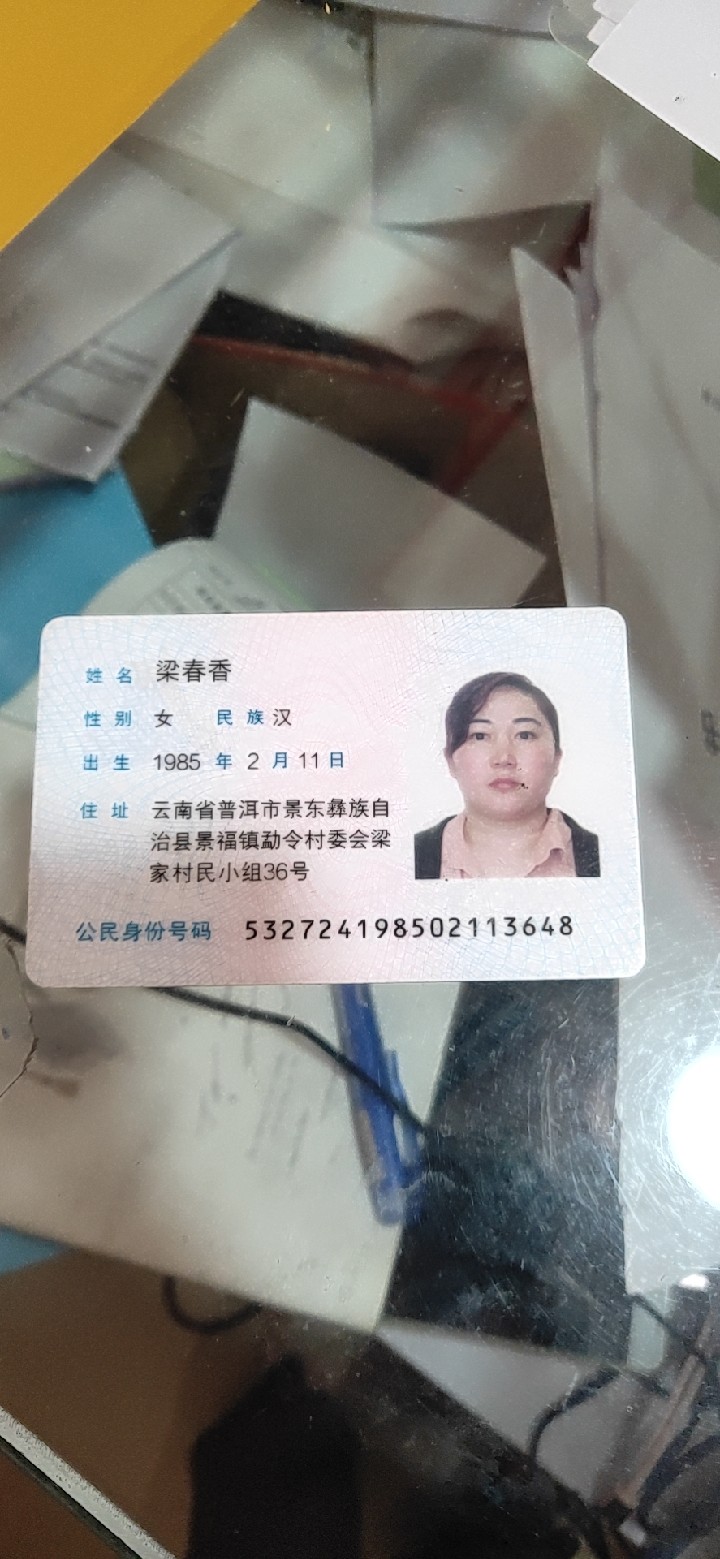 姓名 梁春香
性别 女 民族 汉
出生 1985 年 2 月 11 日
住址 云南省普洱市景东彝族自
治县景福镇勐令村委会梁
家村民小组36号
公民身份号码 532724198502113648